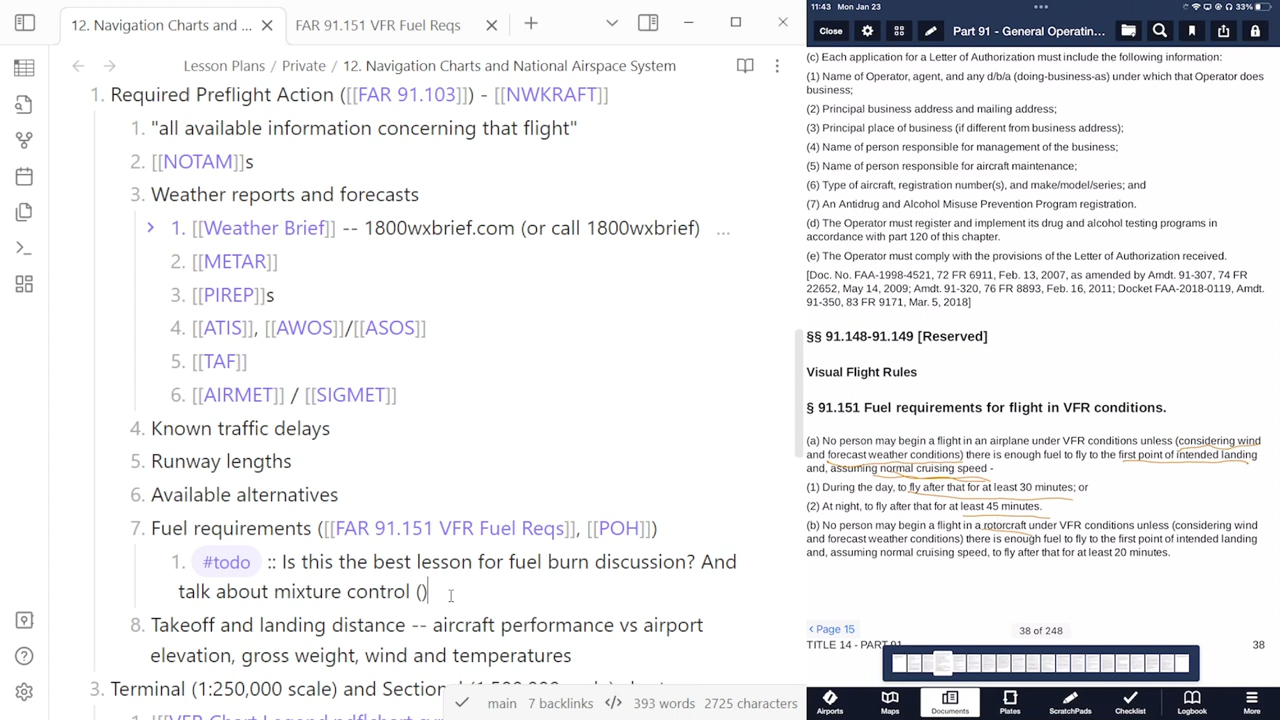 12. Navigation Charts and ...
FAR 91.151 VFR Fuel Reqs
Lesson Plans / Private / 12. Navigation Charts and National Airspace System
1. Required Preflight Action ([[FAR 91.103]]) - [[NWKRAFT]]
1. "all available information concerning that flight"
2. [[NOTAM]]s
3. Weather reports and forecasts
1. [[Weather Brief]] -- 1800wxbrief.com (or call 1800wxbrief) ...
2. [[METAR]]
3. [[PIREP]]s
4. [[ATIS]], [[AWOS]]/[[ASOS]]
5. [[TAF]]
6. [[AIRMET]] / [[SIGMET]]
4. Known traffic delays
5. Runway lengths
6. Available alternatives
7. Fuel requirements ([[FAR 91.151 VFR Fuel Reqs]], [[POH]])
1. #todo :: Is this the best lesson for fuel burn discussion? And
talk about mixture control ()
8. Takeoff and landing distance -- aircraft performance vs airport
elevation, gross weight, wind and temperatures
3. Terminal (1:250,000 scale) and Sectional
main 7 backlinks 393 words 2725 characters
11:43 Mon Jan 23
33%
Close
Part 91 - General Operatin...
(c) Each application for a Letter of Authorization must include the following information:
(1) Name of Operator, agent, and any d/b/a (doing-business-as) under which that Operator does
business;
(2) Principal business address and mailing address;
(3) Principal place of business (if different from business address);
(4) Name of person responsible for management of the business;
(5) Name of person responsible for aircraft maintenance;
(6) Type of aircraft, registration number(s), and make/model/series; and
(7) An Antidrug and Alcohol Misuse Prevention Program registration.
(d) The Operator must register and implement its drug and alcohol testing programs in
accordance with part 120 of this chapter.
(e) The Operator must comply with the provisions of the Letter of Authorization received.
[Doc. No. FAA-1998-4521, 72 FR 6911, Feb. 13, 2007, as amended by Amdt. 91-307, 74 FR
22652, May 14, 2009; Amdt. 91-320, 76 FR 8893, Feb. 16, 2011; Docket FAA-2018-0119, Amdt.
91-350, 83 FR 9171, Mar. 5, 2018]
§§ 91.148-91.149 [Reserved]
Visual Flight Rules
§ 91.151 Fuel requirements for flight in VFR conditions.
(a) No person may begin a flight in an airplane under VFR conditions unless (considering wind
and forecast weather conditions) there is enough fuel to fly to the first point of intended landing
and, assuming normal cruising speed -
(1) During the day, to fly after that for at least 30 minutes; or
(2) At night, to fly after that for at least 45 minutes.
(b) No person may begin a flight in a rotorcraft under VFR conditions unless (considering wind
and forecast weather conditions) there is enough fuel to fly to the first point of intended landing
and, assuming normal cruising speed, to fly after that for at least 20 minutes.
< Page 15
38 of 248
TITLE 14 - PART 91
38
Airports Maps Documents Plates ScratchPads Checklist Logbook More